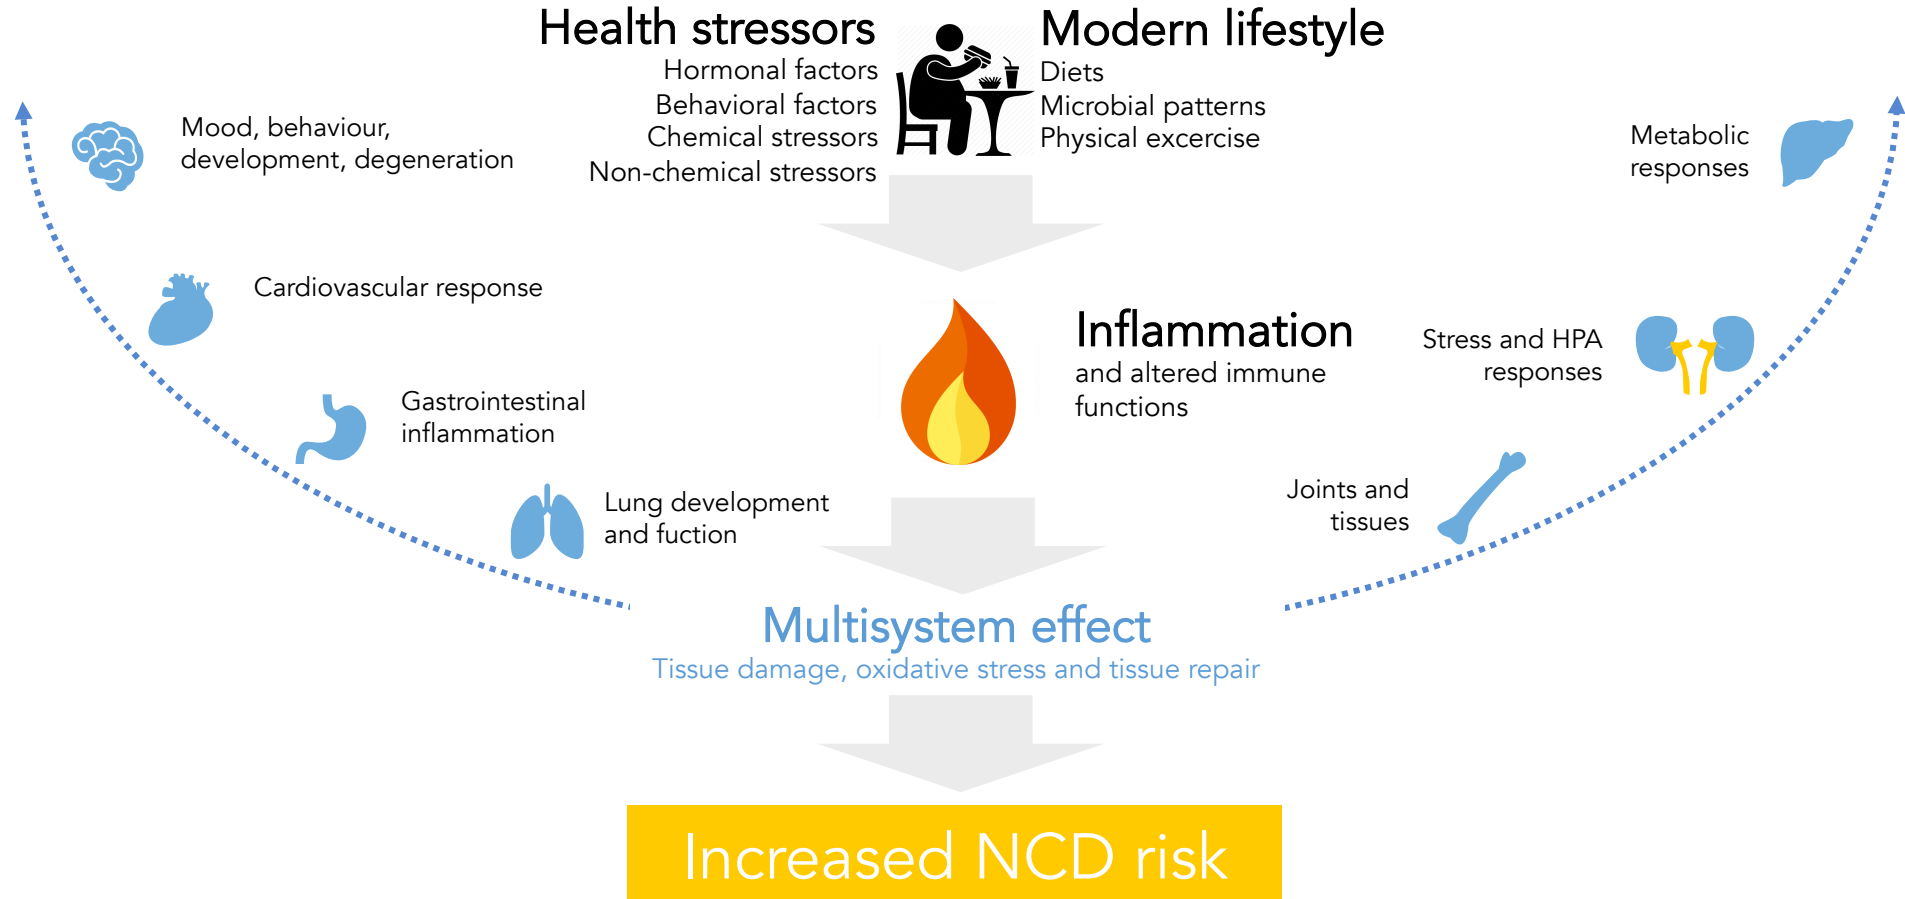 Health stressors
Hormonal factors
Behavioral factors
Chemical stressors
Non-chemical stressors
Modern lifestyle
Diets
Microbial patterns
Physical excercise
Mood, behaviour,
development, degeneration
Cardiovascular response
Gastrointestinal
inflammation
Lung development
and fuction
Inflammation
and altered immune
functions
Metabolic
responses
Stress and HPA
responses
Joints and
tissues
Multisystem effect
Tissue damage, oxidative stress and tissue repair
Increased NCD risk